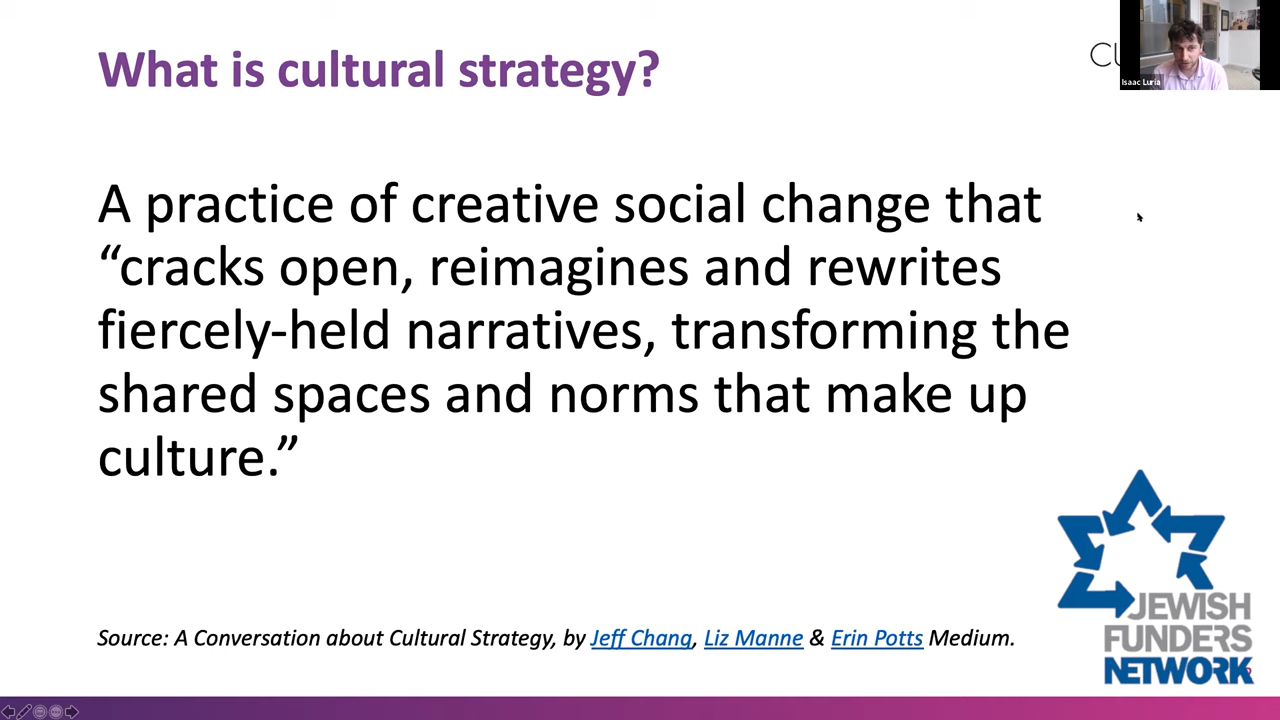 What is cultural strategy?
CU
Isaac Luria
A practice of creative social change that
“cracks open, reimagines and rewrites
fiercely-held narratives, transforming the
shared spaces and norms that make up
culture.”
Source: A Conversation about Cultural Strategy, by Jeff Chang, Liz Manne & Erin Potts Medium.
JEWISH
FUNDERS
NETWORK